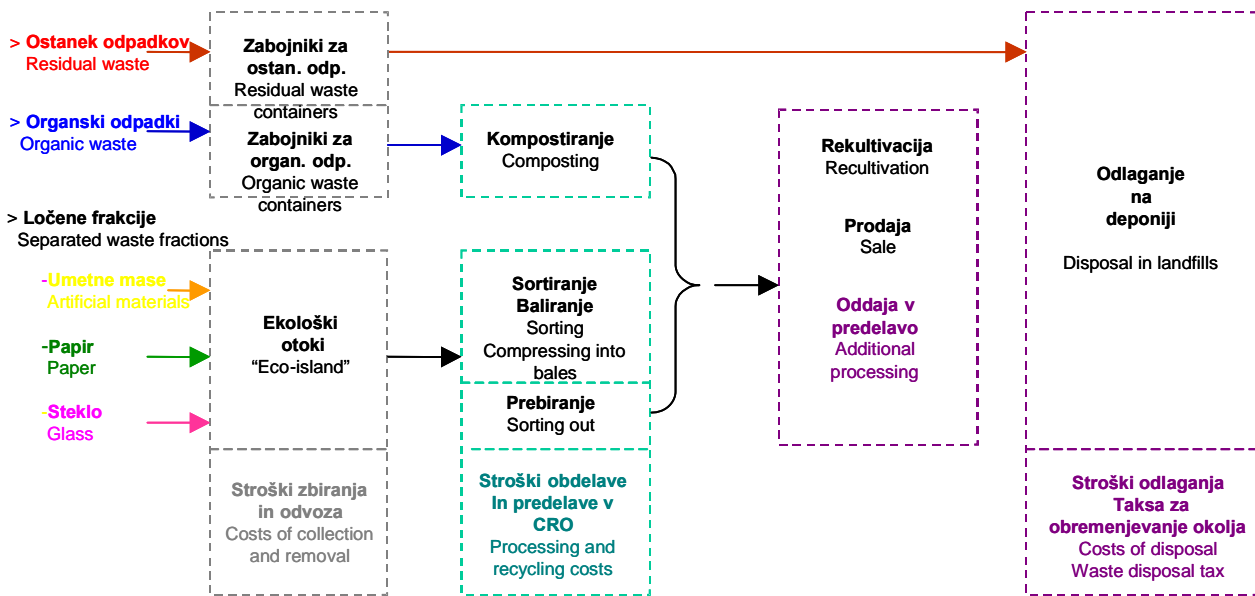 > Ostanek odpadkov
Residual waste
Zabojniki za
ostan. odp.
Residual waste
containers
> Organski odpadki
Organic waste
Zabojniki za
organ. odp.
Organic waste
containers
Kompostiranje
Composting
> Ločene frakcije
Separated waste fractions
-Umetne mase
Artificial materials
-Papir
Paper
-Steklo
Glass
Ekološki
otoki
“Eco-island”
Sortiranje
Baliranje
Sorting
Compressing into
bales
Prebiranje
Sorting out
Rekultivacija
Recultivation
Prodaja
Sale
Oddaja v
predelavo
Additional
processing
Odlaganje
na
deponiji
Disposal in landfills
Stroški zbiranja
in odvoza
Costs of collection
and removal
Stroški obdelave
In predelave v
CRO
Processing and
recycling costs
Stroški odlaganja
Taksa za
obremenjevanje okolja
Costs of disposal
Waste disposal tax